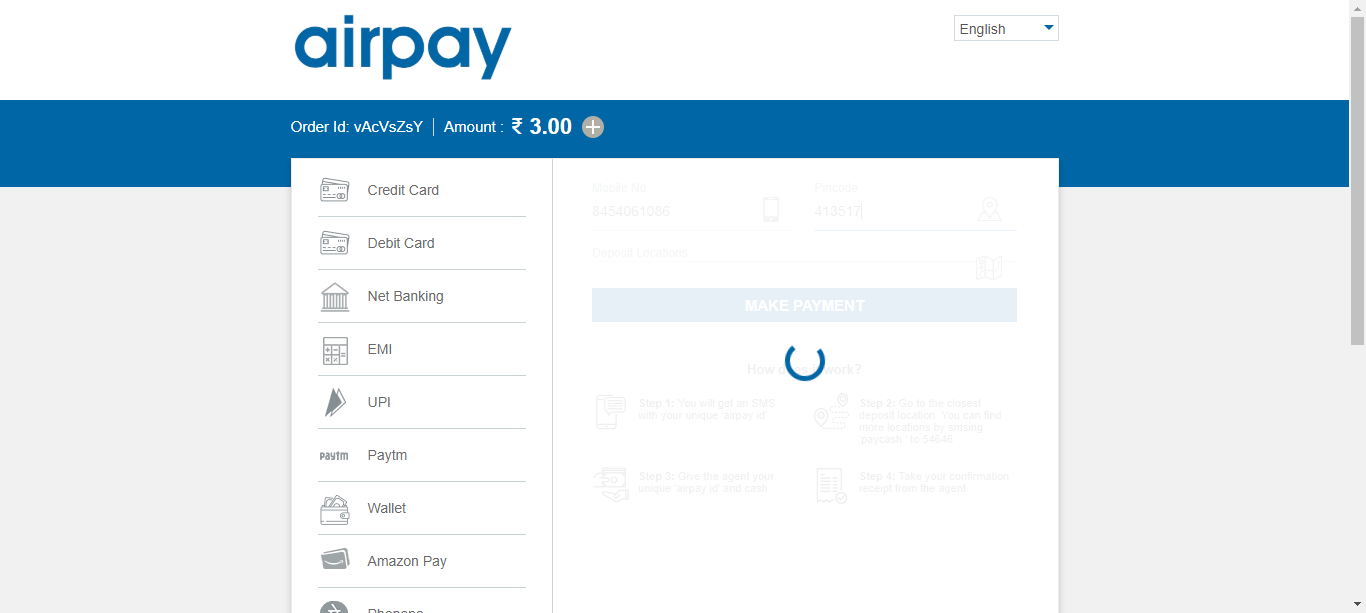 airpay
English
Order Id: vAcVsZsY | Amount : ₹ 3.00
Credit Card
Debit Card
Net Banking
EMI
UPI
paytm Paytm
Wallet
Amazon Pay
Mobile No
Pincode
8454061086
413517
Deposit Locations
MAKE PAYMENT
How work?
Step 1: You will get an SMS
with your unique 'airpay id'
Step 2: Go to the closest
deposit location. You can find
more locations by smsing
'paycash ' to 54646
Step 3: Give the agent your
unique 'airpay id' and cash
Step 4: Take your confirmation
receipt from the agent